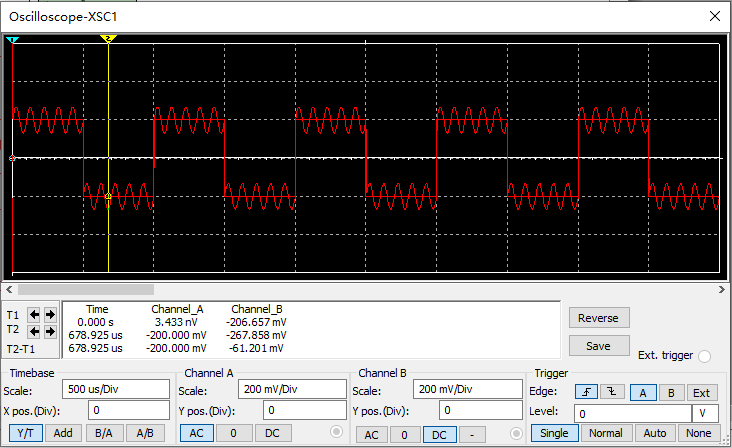 Oscilloscope-XSC1
1
2
T1
T2
T2-T1
Time Channel_A Channel_B
0.000 s 3.433 nV -206.657 mV
678.925 us -200.000 mV -267.858 mV
678.925 us -200.000 mV -61.201 mV
Reverse
Save
Ext. trigger
Timebase
Scale: 500 us/Div
X pos.(Div): 0
Y/T Add B/A A/B
Channel A
Scale: 200 mV/Div
Y pos.(Div): 0
AC 0 DC
Channel B
Scale: 200 mV/Div
Y pos.(Div): 0
AC 0 DC -
Trigger
Edge: A B Ext
Level: 0 V
Single Normal Auto None